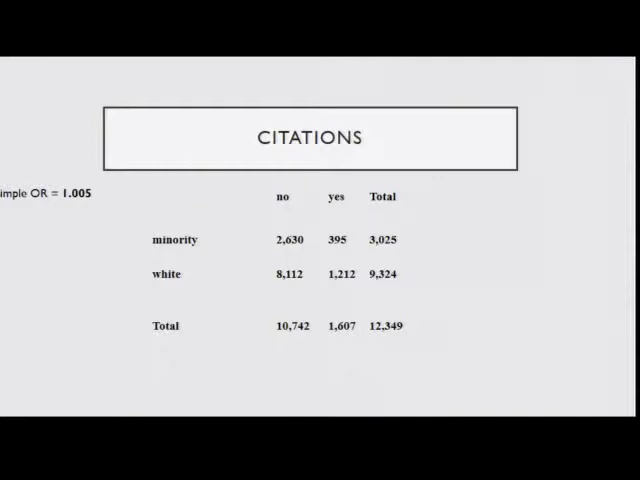 CITATIONS
imple OR = 1.005
no yes Total
minority 2,630 395 3,025
white 8,112 1,212 9,324
Total 10,742 1,607 12,349